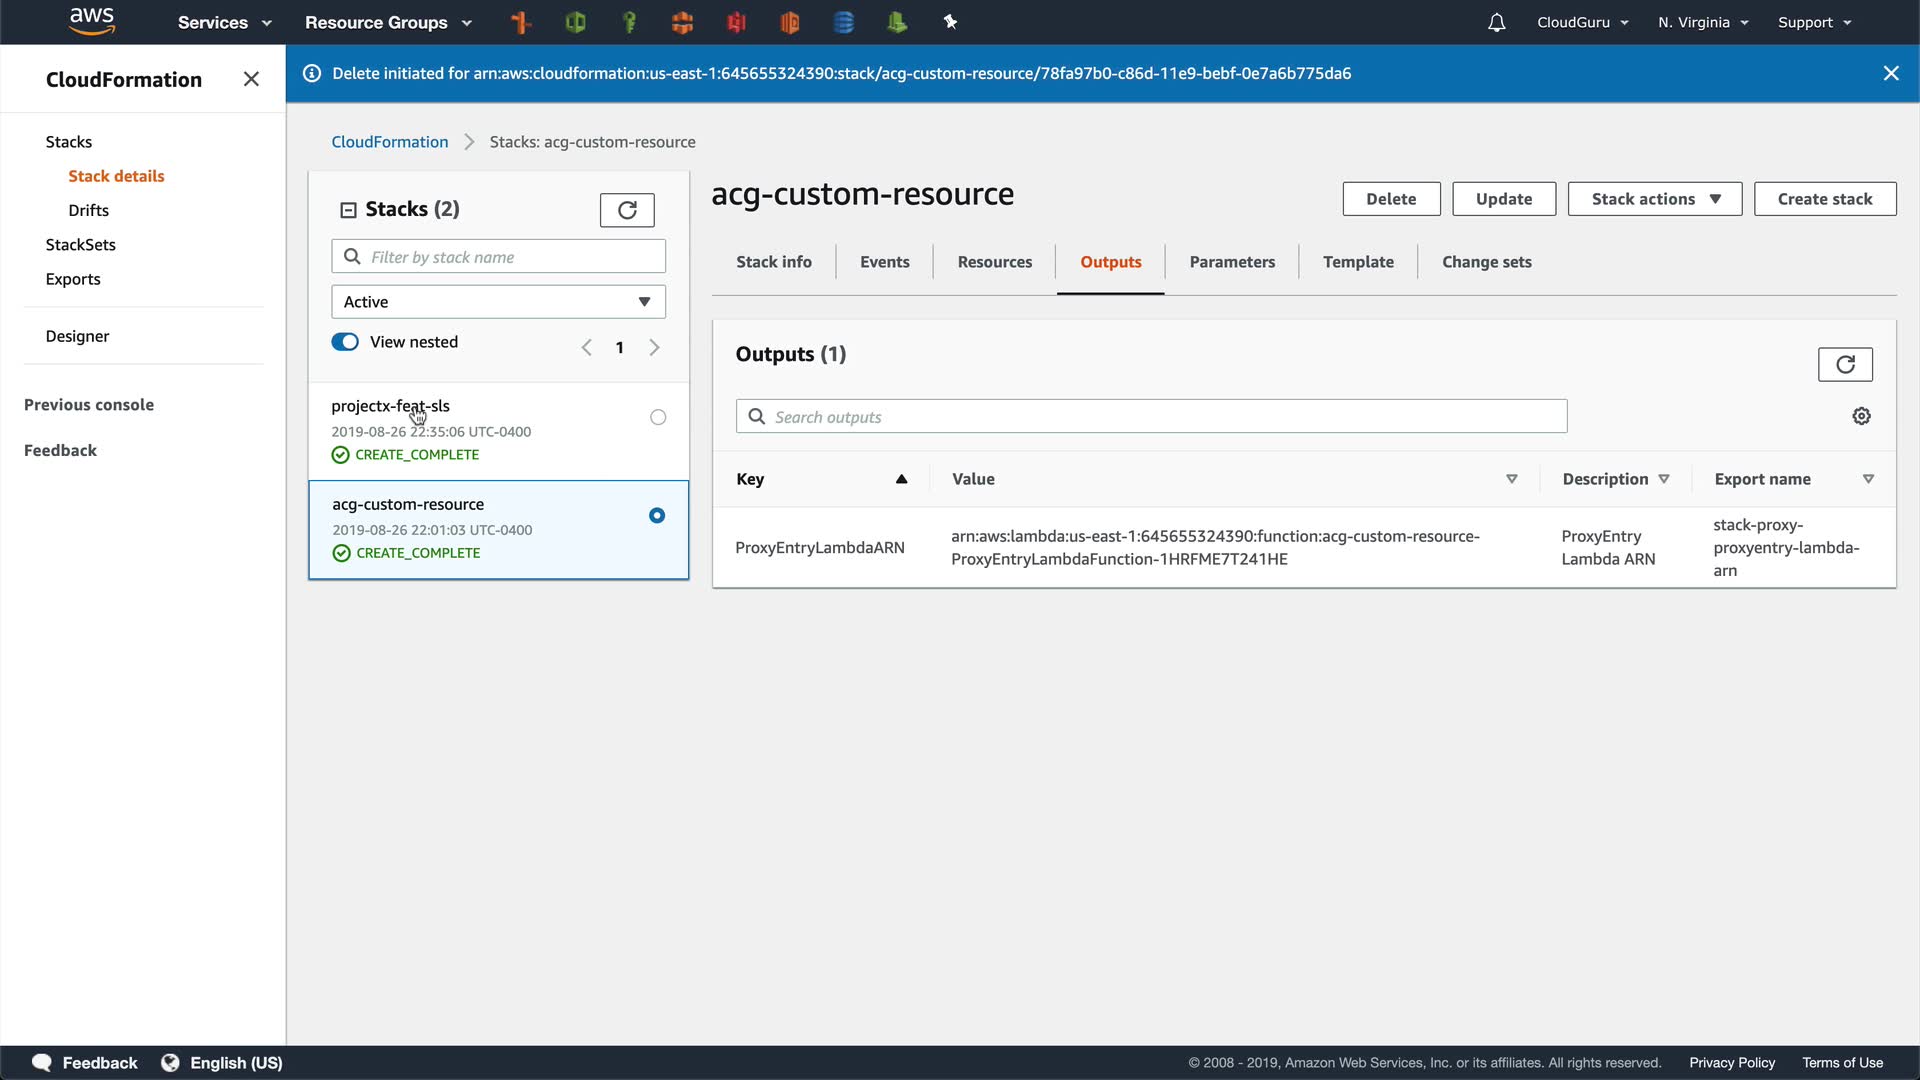 aws
Services
Resource Groups
CloudGuru
N. Virginia
Support
CloudFormation
Delete initiated for arn:aws:cloudformation:us-east-1:645655324390:stack/acg-custom-resource/78fa97b0-c86d-11e9-bebf-0e7a6b775da6
Stacks
Stack details
Drifts
StackSets
Exports
Designer
Previous console
Feedback
CloudFormation
Stacks: acg-custom-resource
Stacks (2)
Filter by stack name
Active
View nested
1
projectx-feat-sls
2019-08-26 22:35:06 UTC-0400
CREATE_COMPLETE
acg-custom-resource
2019-08-26 22:01:03 UTC-0400
CREATE_COMPLETE
acg-custom-resource
Delete
Update
Stack actions
Create stack
Stack info
Events
Resources
Outputs
Parameters
Template
Change sets
Outputs (1)
Search outputs
Key
Value
Description
Export name
ProxyEntryLambdaARN
arn:aws:lambda:us-east-1:645655324390:function:acg-custom-resource-
ProxyEntryLambdaFunction-1HRFME7T241HE
ProxyEntry
Lambda ARN
stack-proxy-
proxyentry-lambda-
arn
Feedback
English (US)
© 2008 - 2019, Amazon Web Services, Inc. or its affiliates. All rights reserved.
Privacy Policy
Terms of Use